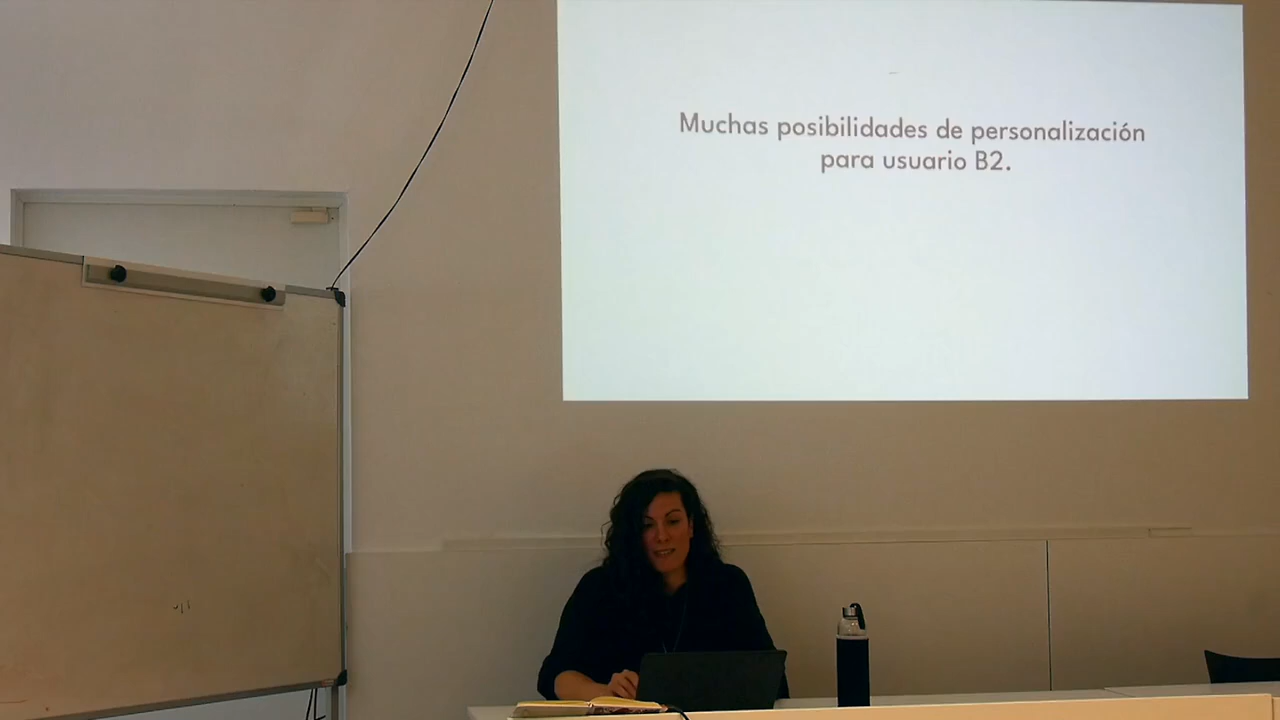 Muchas posibilidades de personalización
para usuario B2.